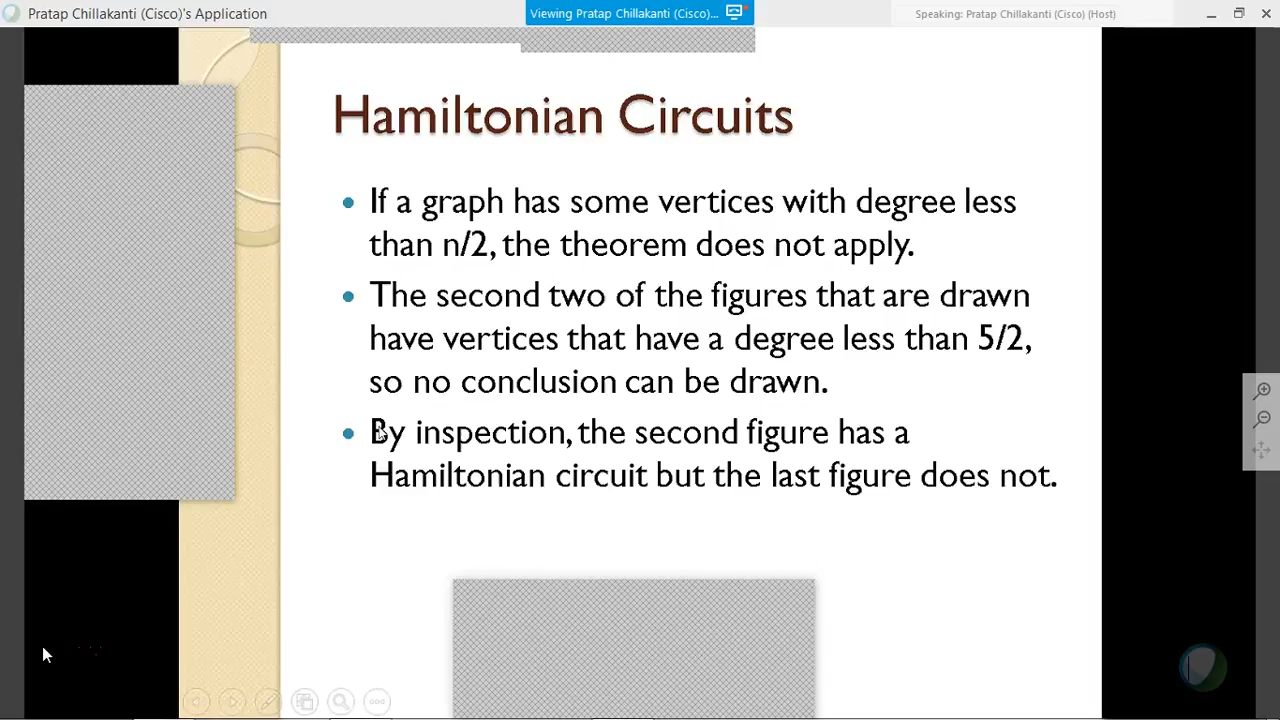 Pratap Chillakanti (Cisco)'s Application
Viewing Pratap Chillakanti (Cisco)...
Speaking: Pratap Chillakanti (Cisco) (Host)
Hamiltonian Circuits
• If a graph has some vertices with degree less
than n/2, the theorem does not apply.
• The second two of the figures that are drawn
have vertices that have a degree less than 5/2,
so no conclusion can be drawn.
• By inspection, the second figure has a
Hamiltonian circuit but the last figure does not.